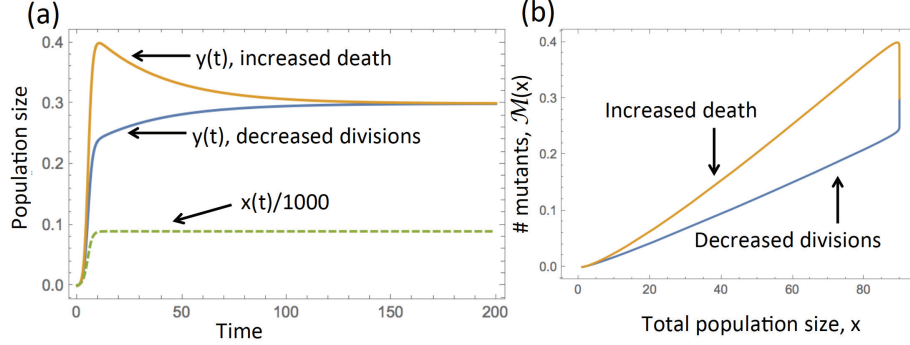 (a)
(b)
0.4
0.3
0.2
0.1
0.0
Population size
y(t), increased death
y(t), decreased divisions
x(t)/1000
0
50
100
150
200
Time
0.4
0.3
0.2
0.1
0.0
# mutants, ℳ(x)
Increased death
Decreased divisions
0
20
40
60
80
Total population size, x